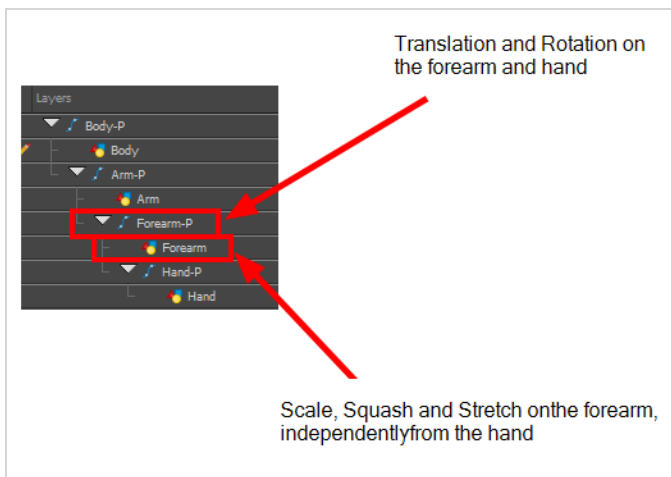 Translation and Rotation on
the forearm and hand
Layers
Body-P
Body
Arm-P
Arm
Forearm-P
Forearm
Hand-P
Hand
Scale, Squash and Stretch onthe forearm,
independentlyfrom the hand